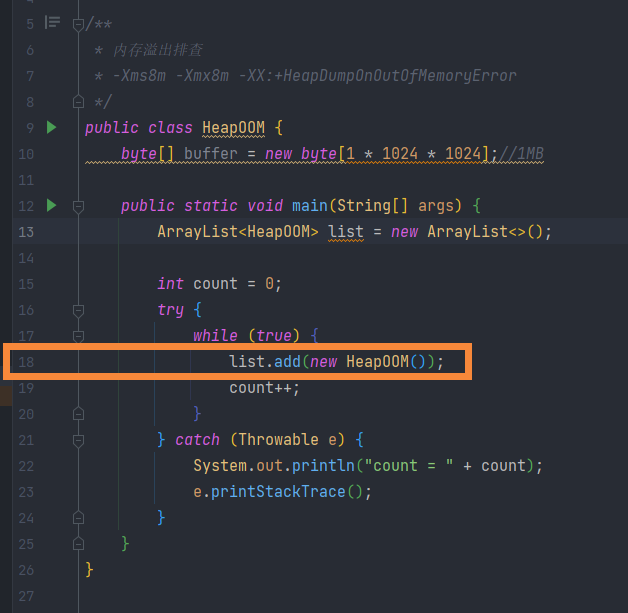 5 /**
6 * 内存溢出排查
7 * -Xms8m -Xmx8m -XX:+HeapDumpOnOutOfMemoryError
8 */
9 public class HeapOOM {
10 byte[] buffer = new byte[1 * 1024 * 1024];//1MB
11
12 public static void main(String[] args) {
13 ArrayList<HeapOOM> list = new ArrayList<>();
14
15 int count = 0;
16 try {
17 while (true) {
18 list.add(new HeapOOM());
19 count++;
20 }
21 } catch (Throwable e) {
22 System.out.println("count = " + count);
23 e.printStackTrace();
24 }
25 }
26 }
27